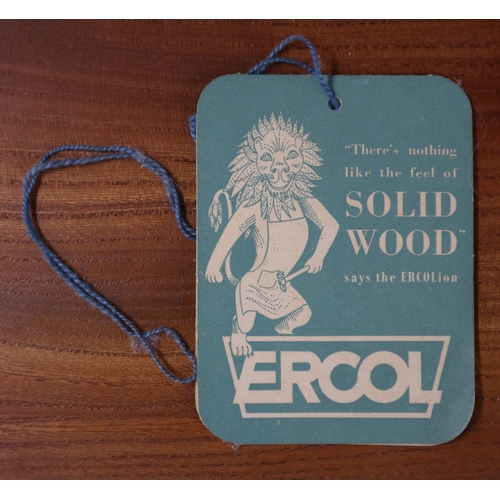 "There's nothing
like the feel of
SOLID
WOOD"
says the ERCOLion
ERCOL